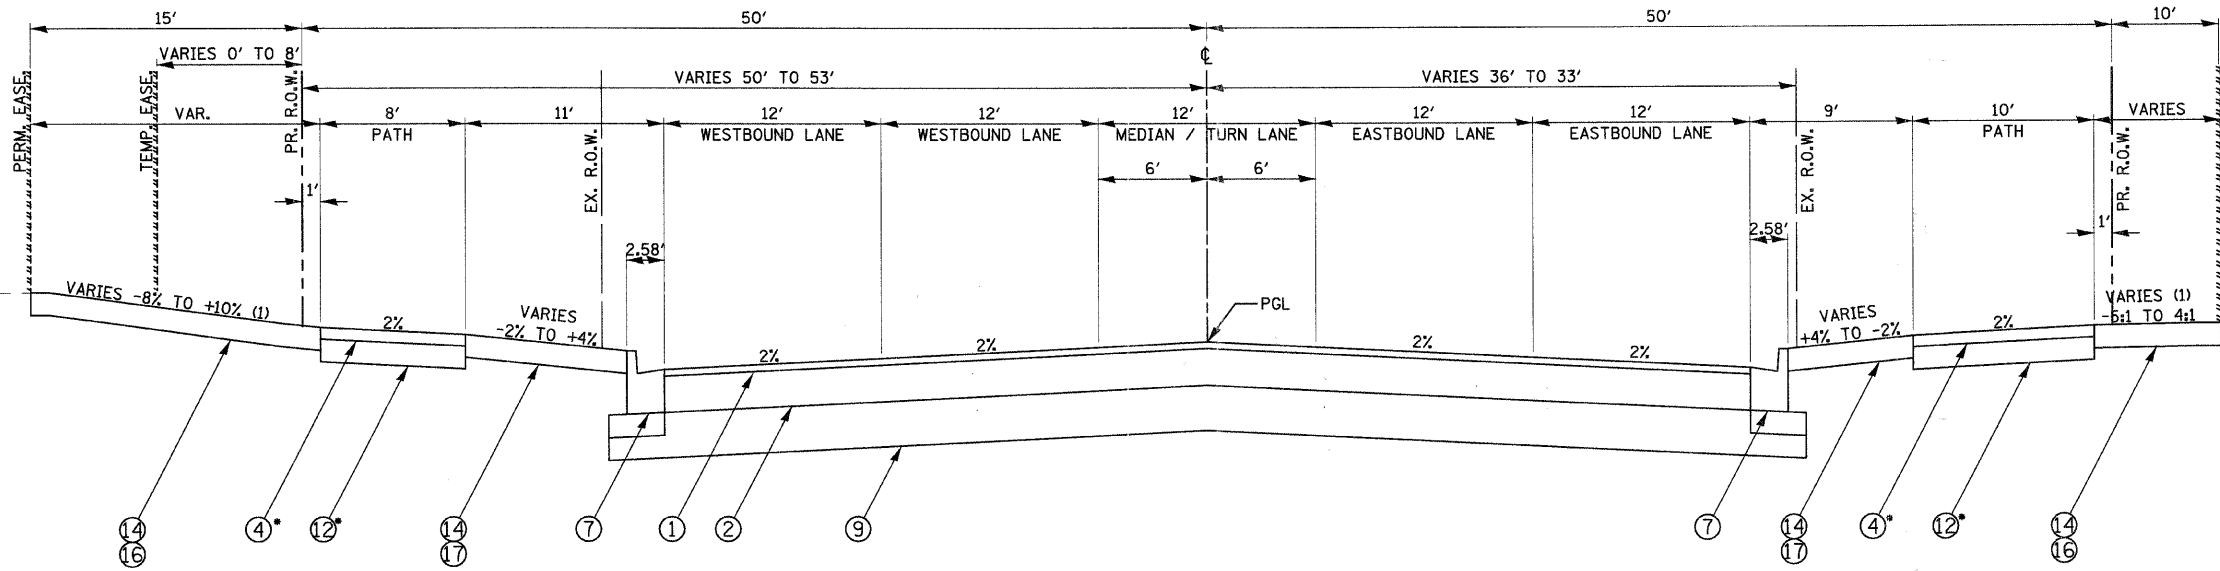 15' 50' 50' 10'
VARIES 0' TO 8' ℄
VARIES 50' TO 53' VARIES 36' TO 33'
PERM. EASE. TEMP. EASE. PR. R.O.W. EX. R.O.W. EX. R.O.W. PR. R.O.W.
VAR. 8' 11' 12' 12' 12' 12' 12' 9' 10' VARIES
PATH WESTBOUND LANE WESTBOUND LANE MEDIAN / TURN LANE EASTBOUND LANE EASTBOUND LANE PATH
6' 6'
1' 1'
2.58' 2.58'
VARIES -8% TO +10% (1) VARIES (1)
-6:1 TO 4:1
PGL
VARIES
-2% TO +4%
VARIES
+4% TO -2%
2% 2% 2% 2% 2% 2%
14 4* 12* 14 7 1 2 9 7 14 4* 12* 14
16 17 17 16